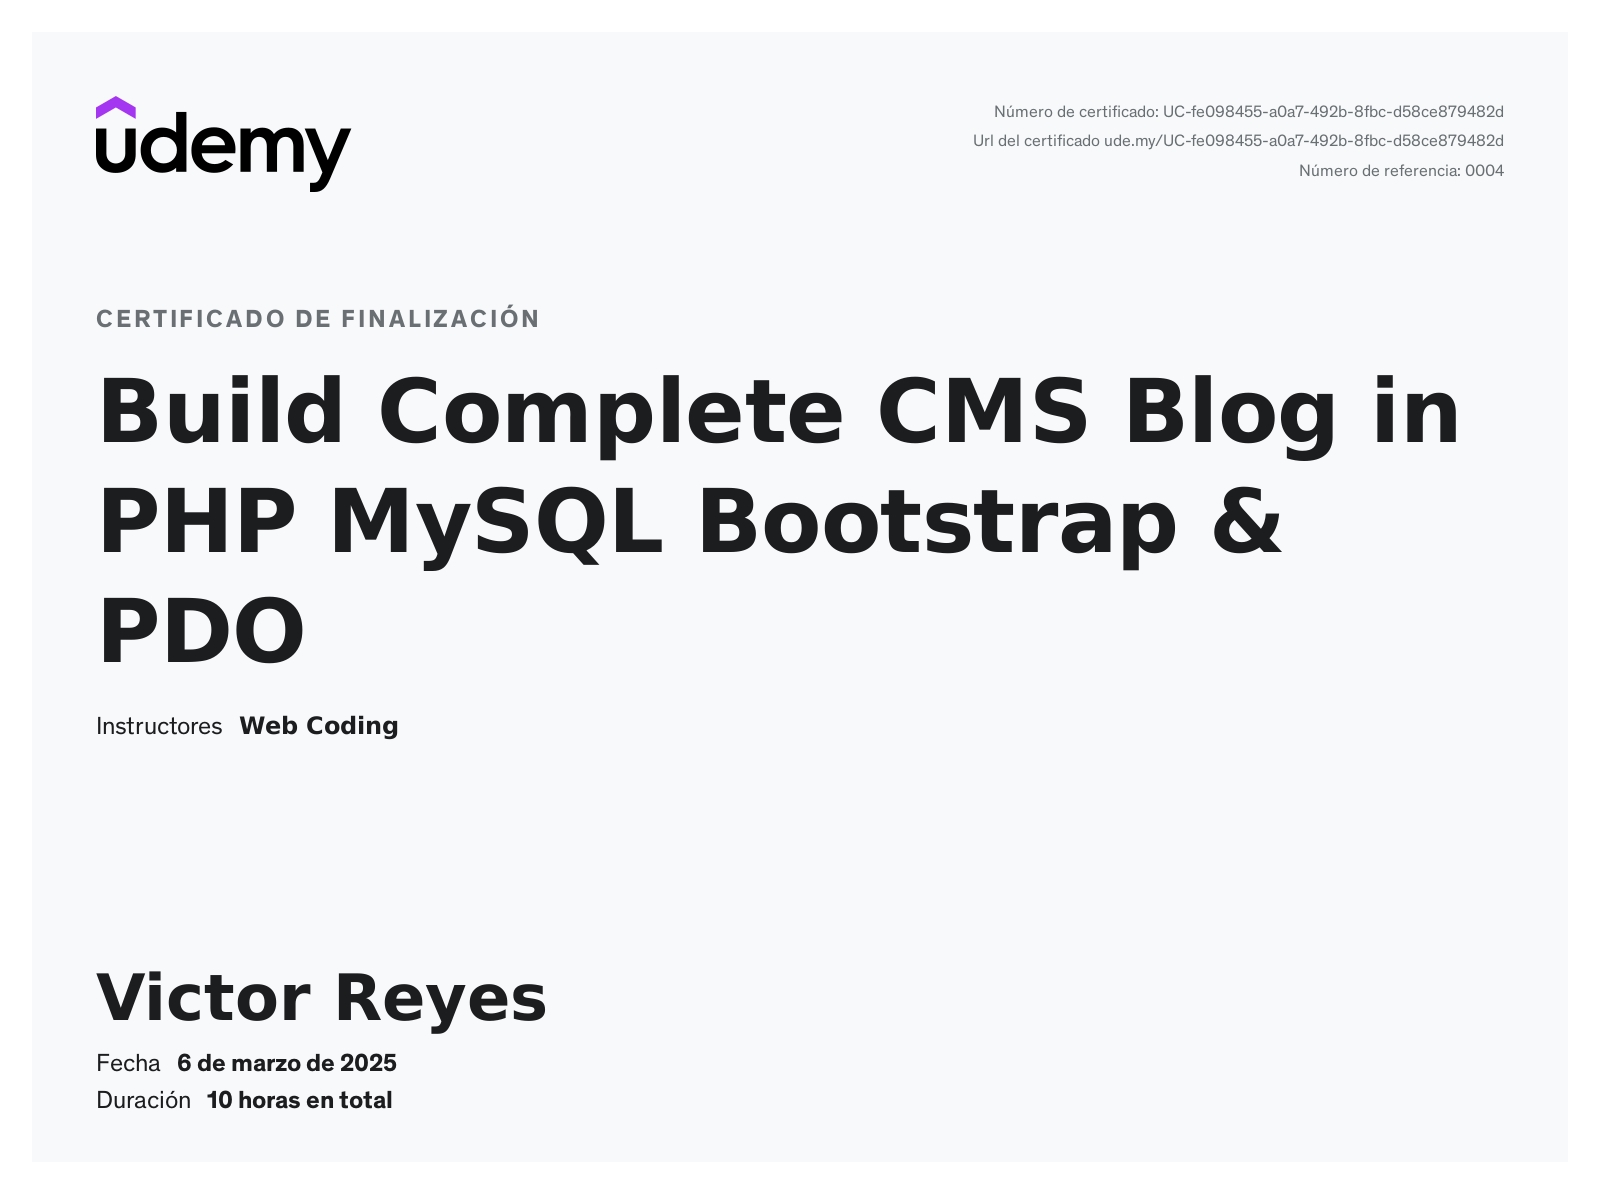 udemy
Número de certificado: UC-fe098455-a0a7-492b-8fbc-d58ce879482d
Url del certificado ude.my/UC-fe098455-a0a7-492b-8fbc-d58ce879482d
Número de referencia: 0004
CERTIFICADO DE FINALIZACIÓN
Build Complete CMS Blog in
PHP MySQL Bootstrap &
PDO
Instructores Web Coding
Victor Reyes
Fecha 6 de marzo de 2025
Duración 10 horas en total